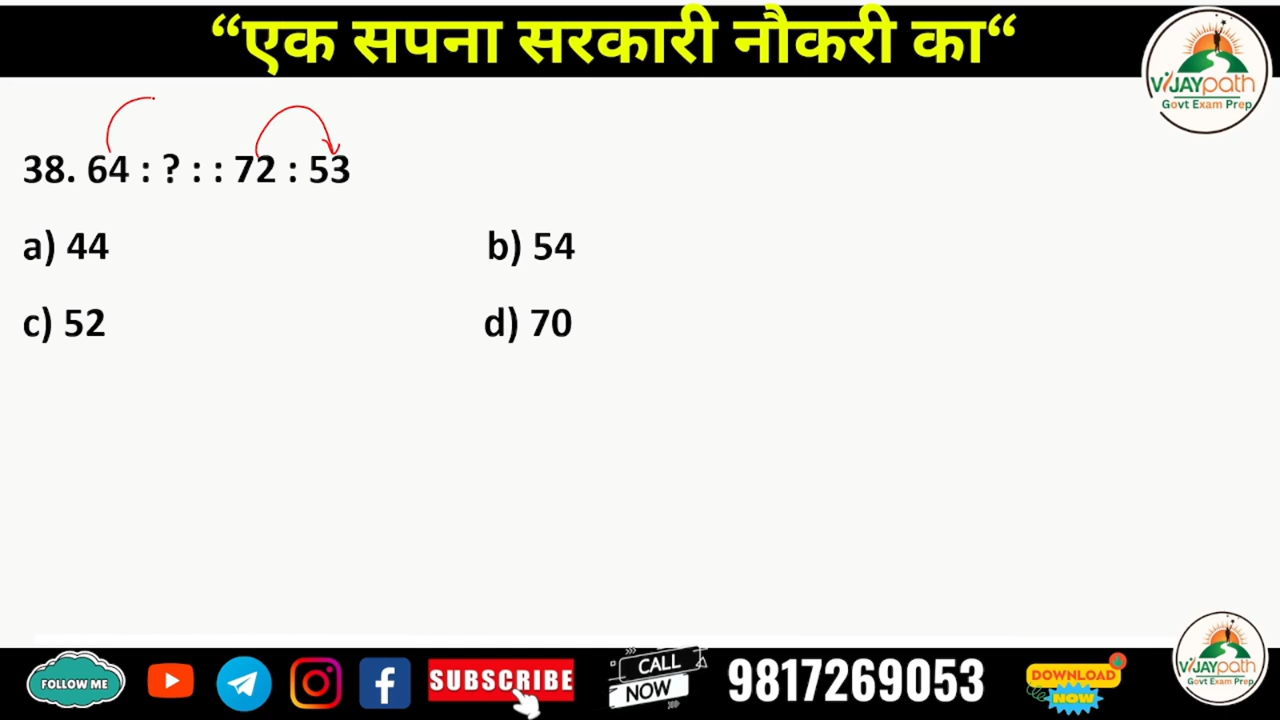 “एक सपना सरकारी नौकरी का“
VIJAYpath
Govt Exam Prep
38. 64 : ? : : 72 : 53
a) 44
b) 54
c) 52
d) 70
VIJAYpath
Govt Exam Prep
FOLLOW ME
SUBSCRIBE
CALL
NOW
9817269053
DOWNLOAD
NOW